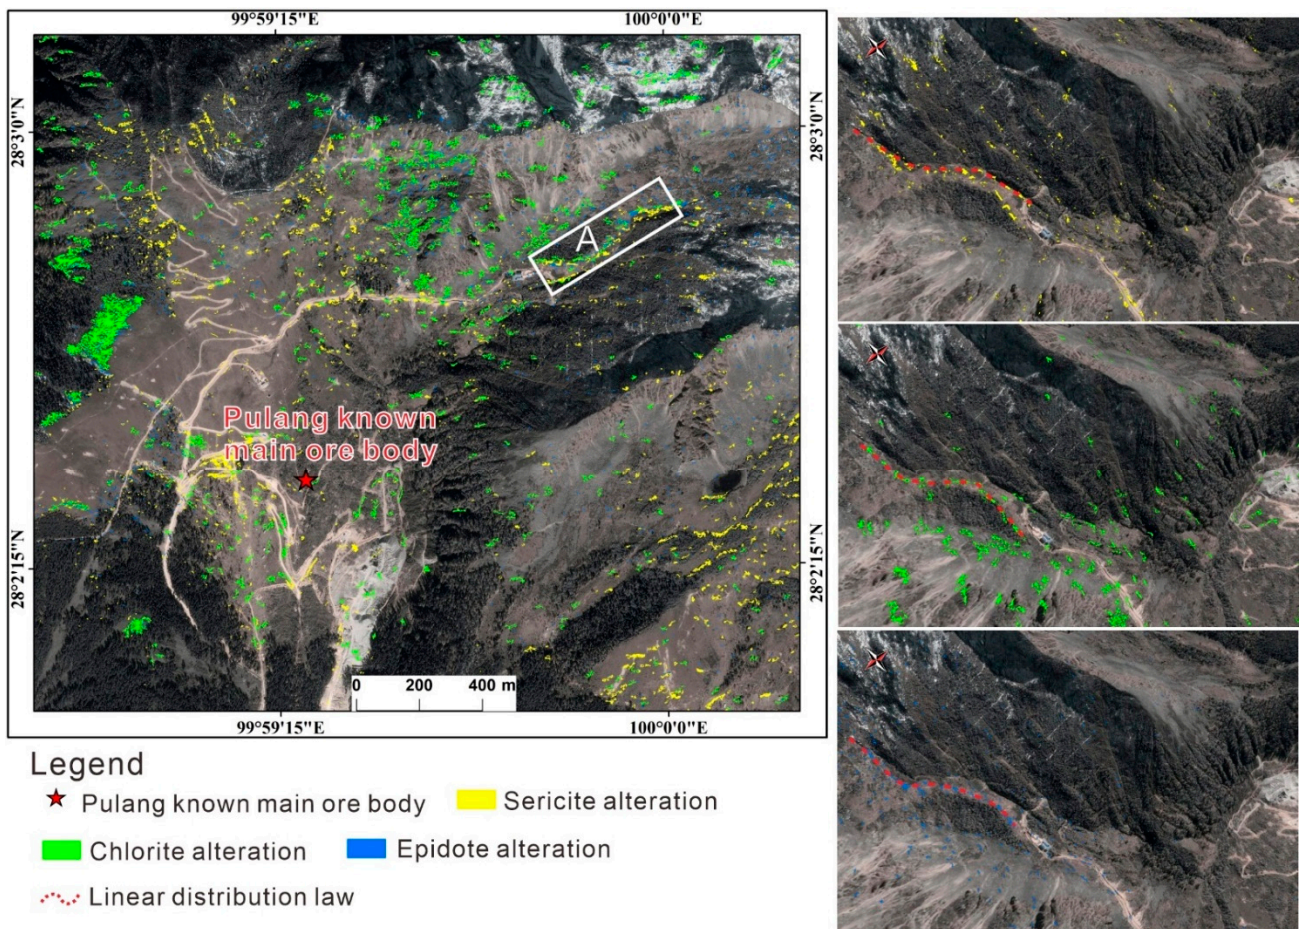 99°59'15"E
100°0'0"E
28°3'0"N
28°3'0"N
A
Pulang known
main ore body
28°2'15"N
28°2'15"N
0 200 400 m
99°59'15"E
100°0'0"E
Legend
Pulang known main ore body
Sericite alteration
Chlorite alteration
Epidote alteration
Linear distribution law